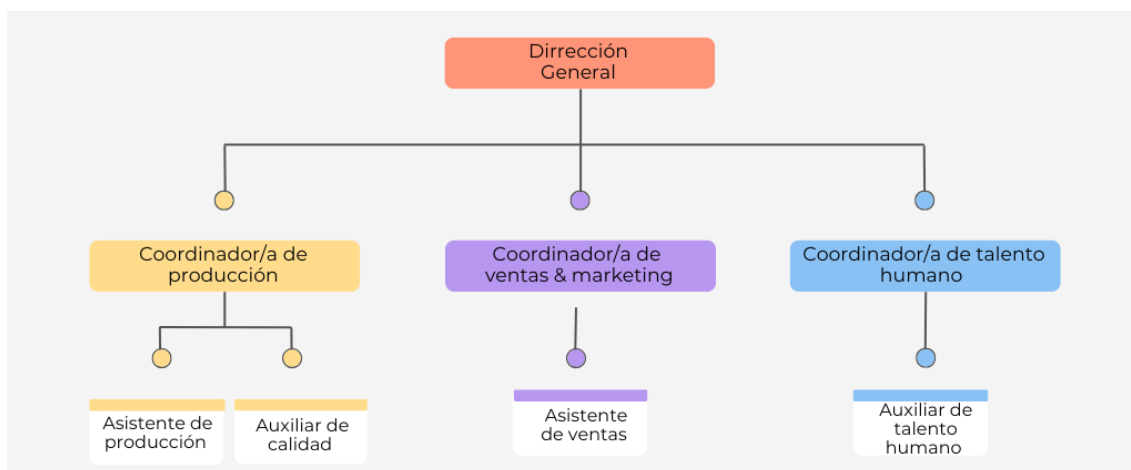 Dirrección
General
Coordinador/a de
producción
Coordinador/a de
ventas & marketing
Coordinador/a de talento
humano
Asistente de
producción
Auxiliar de
calidad
Asistente
de ventas
Auxiliar de
talento
humano